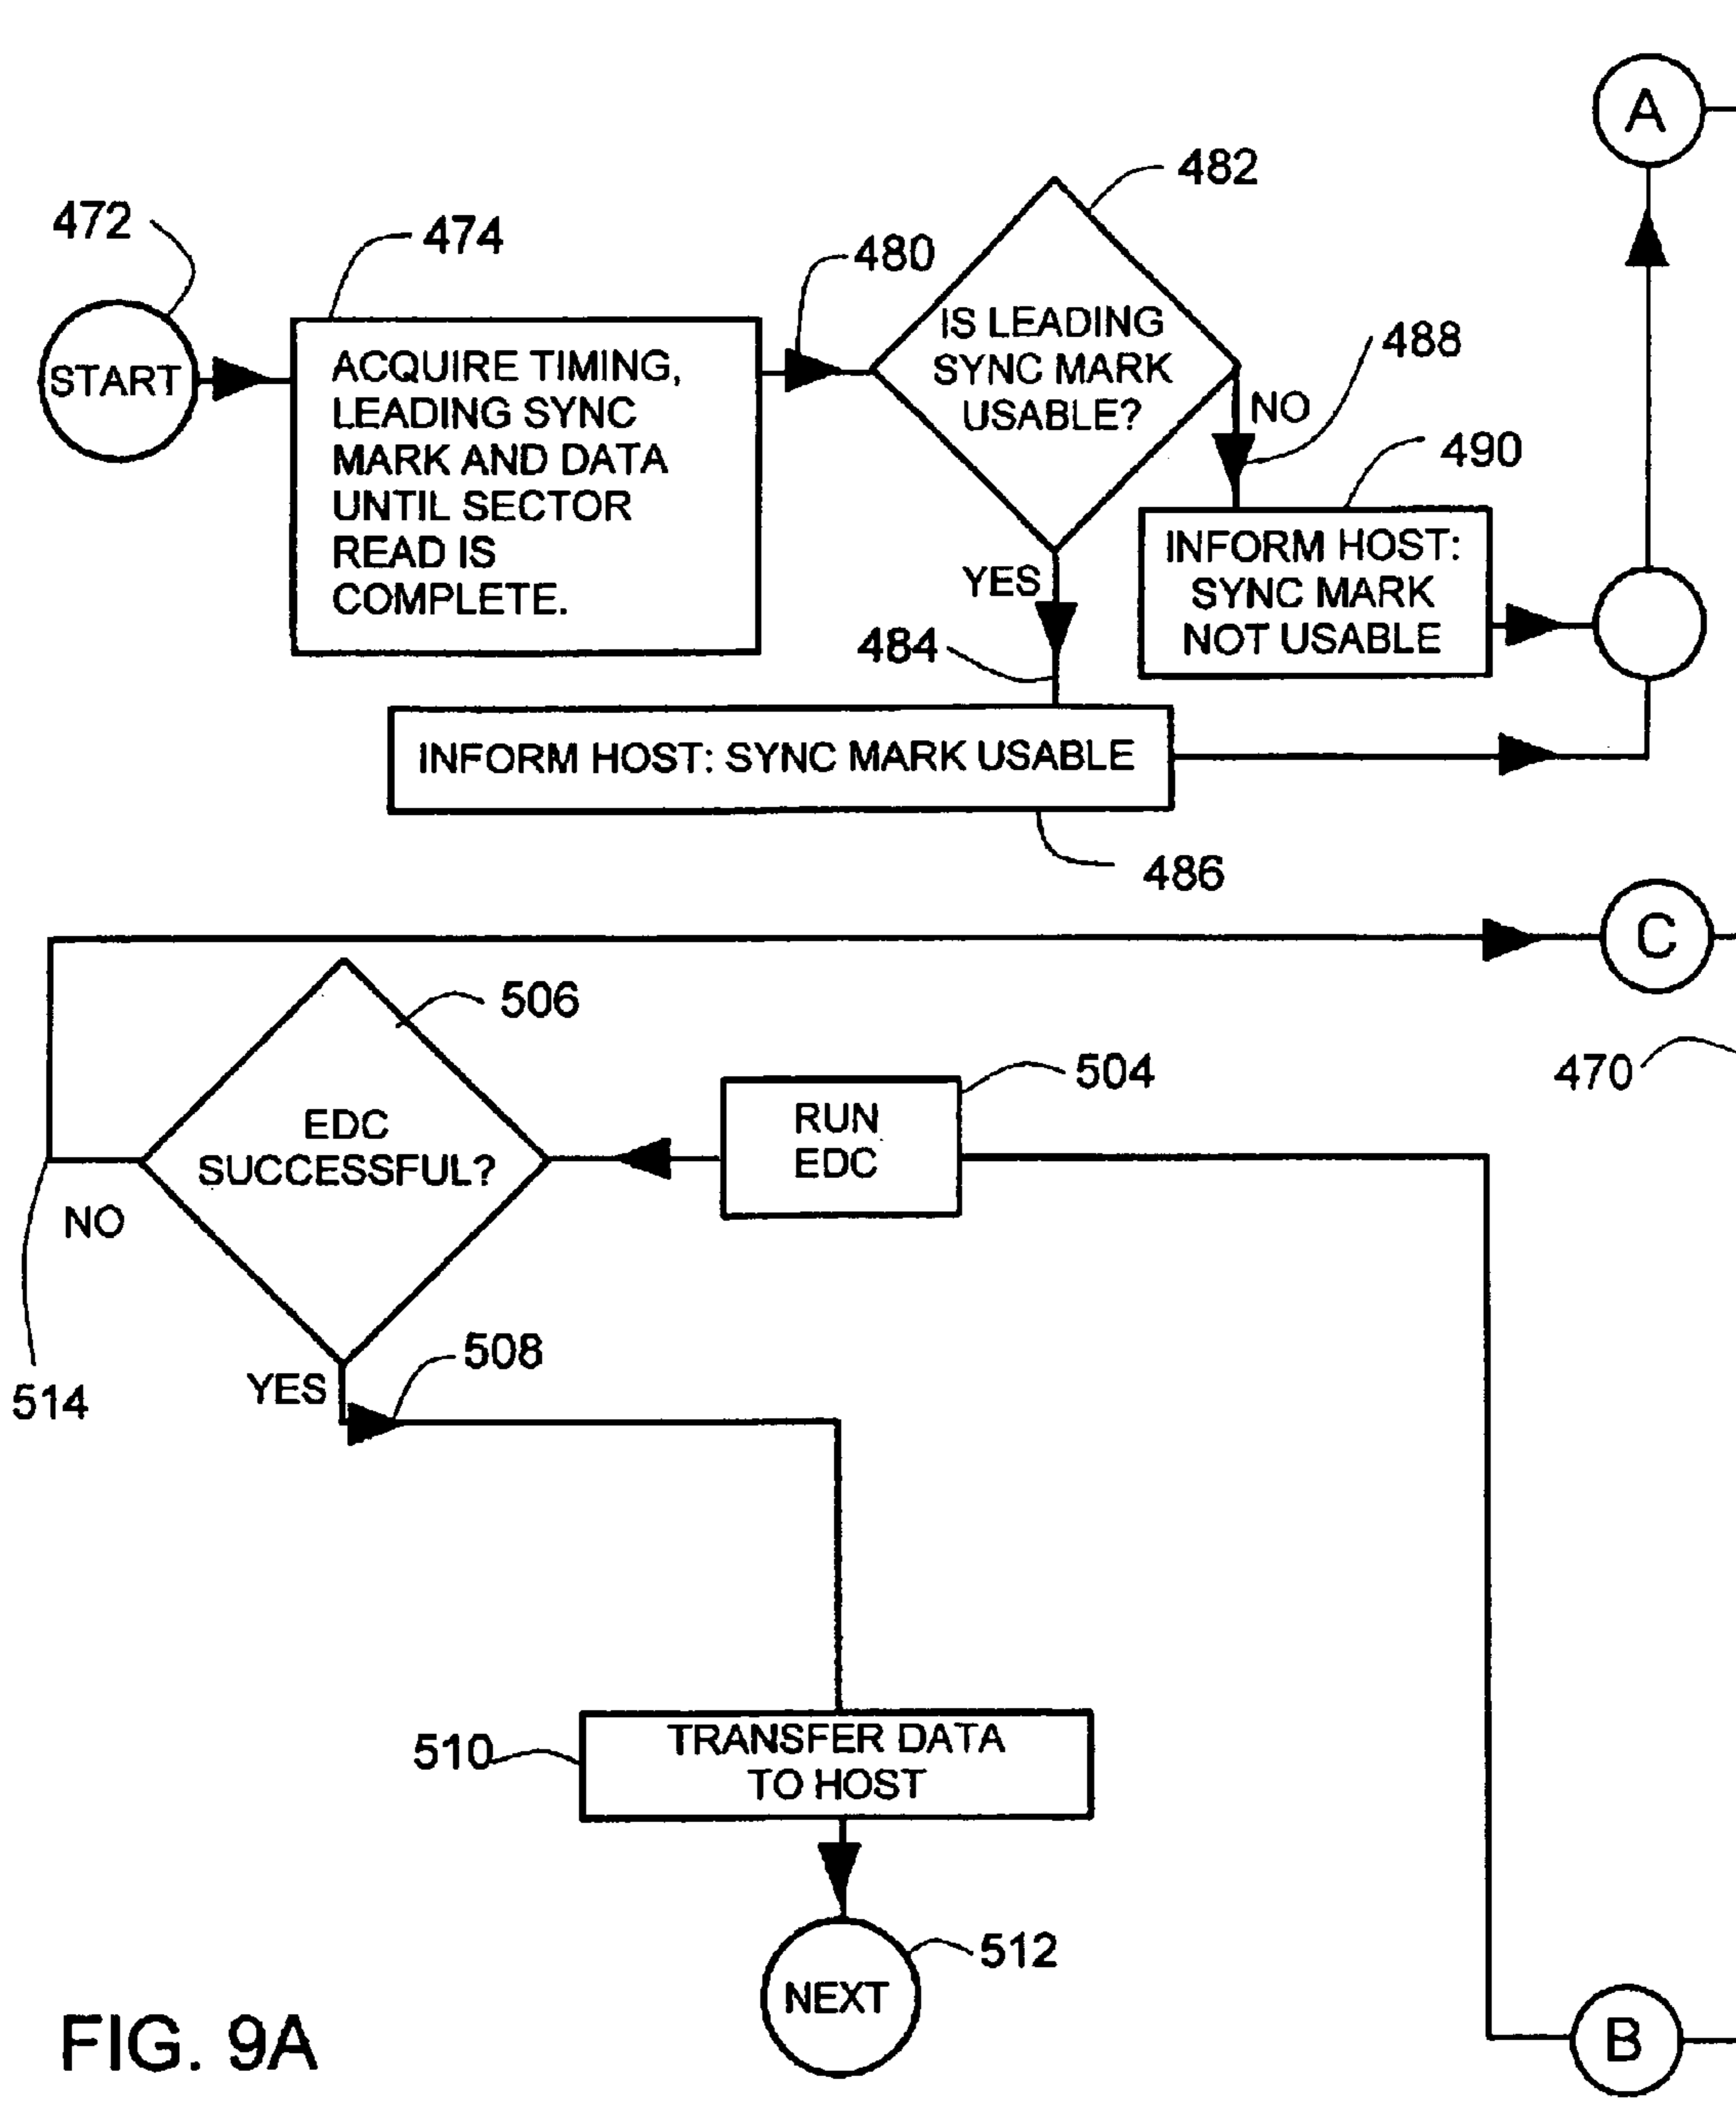 A
482
472
474
480
START
ACQUIRE TIMING,
LEADING SYNC
MARK AND DATA
UNTIL SECTOR
READ IS
COMPLETE.
IS LEADING
SYNC MARK
USABLE?
488
NO
490
YES
INFORM HOST:
SYNC MARK
NOT USABLE
484
INFORM HOST: SYNC MARK USABLE
486
C
506
470
504
EDC
SUCCESSFUL?
RUN
EDC
NO
514
YES
508
510
TRANSFER DATA
TO HOST
512
NEXT
B
FIG. 9A